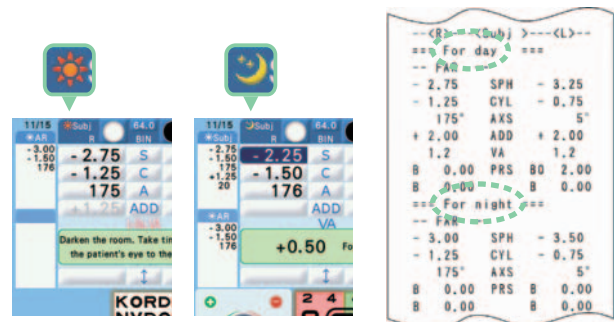 11/15
Subj
64.0
AR
R
BIN
- 3.00
- 1.50
176
- 2.75
S
- 1.25
C
175
A
+1.25
ADD
Darken the room. Take tim
the patient's eye to the
KORD
11/15
Subj
64.0
Subj
R
BIN
- 2.75
- 1.50
175
+1.25
20
- 2.25
S
- 1.50
C
176
A
ADD
VA
AR
- 3.00
- 1.50
176
+0.50 Fo
2 4
--<R>---<Subj >---<L>--
=== For day ===
-- FAR --
- 2.75 SPH - 3.25
- 1.25 CYL - 0.75
175° AXS 5°
+ 2.00 ADD + 2.00
1.2 VA 1.2
B 0.00 PRS BO 2.00
B 0.00 B 0.00
=== For night ===
-- FAR --
- 3.00 SPH - 3.50
- 1.25 CYL - 0.75
175° AXS 5°
B 0.00 PRS B 0.00
B 0.00 B 0.00